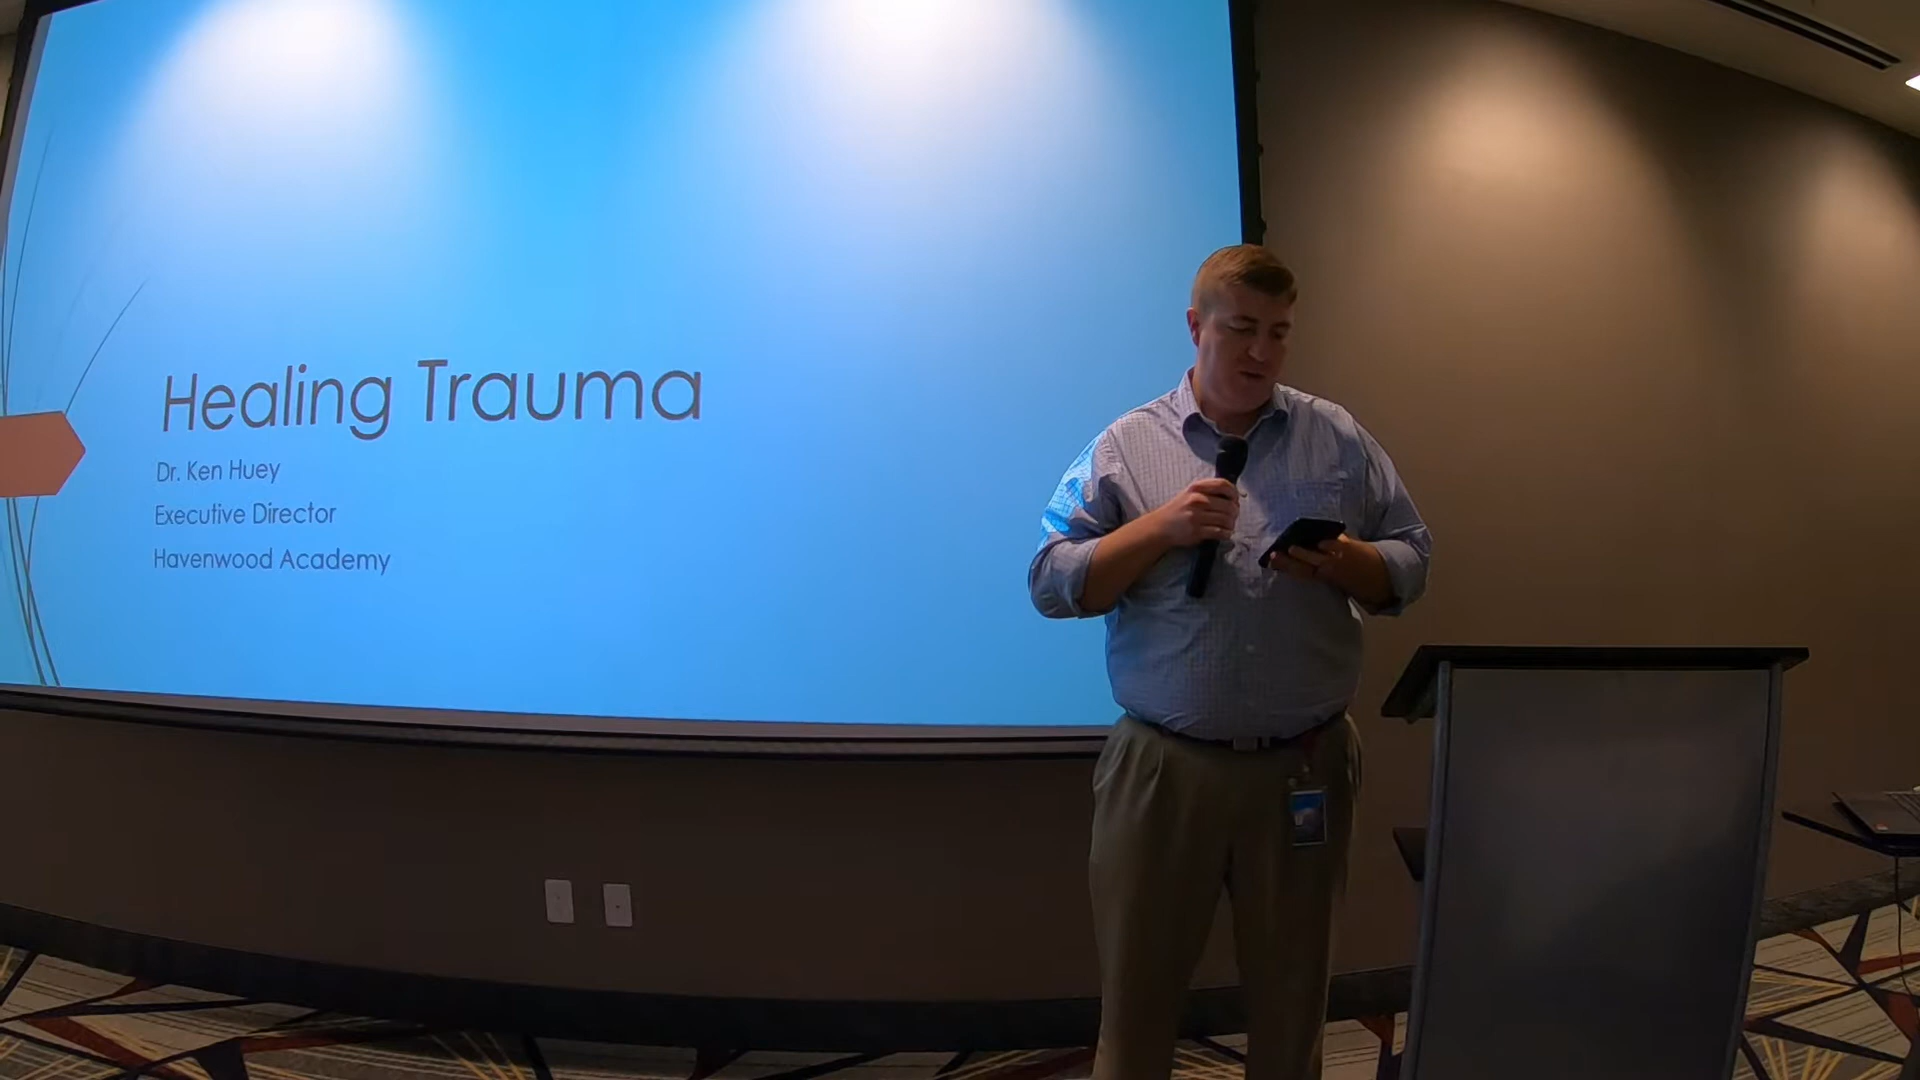 Healing Trauma
Dr. Ken Huey
Executive Director
Havenwood Academy